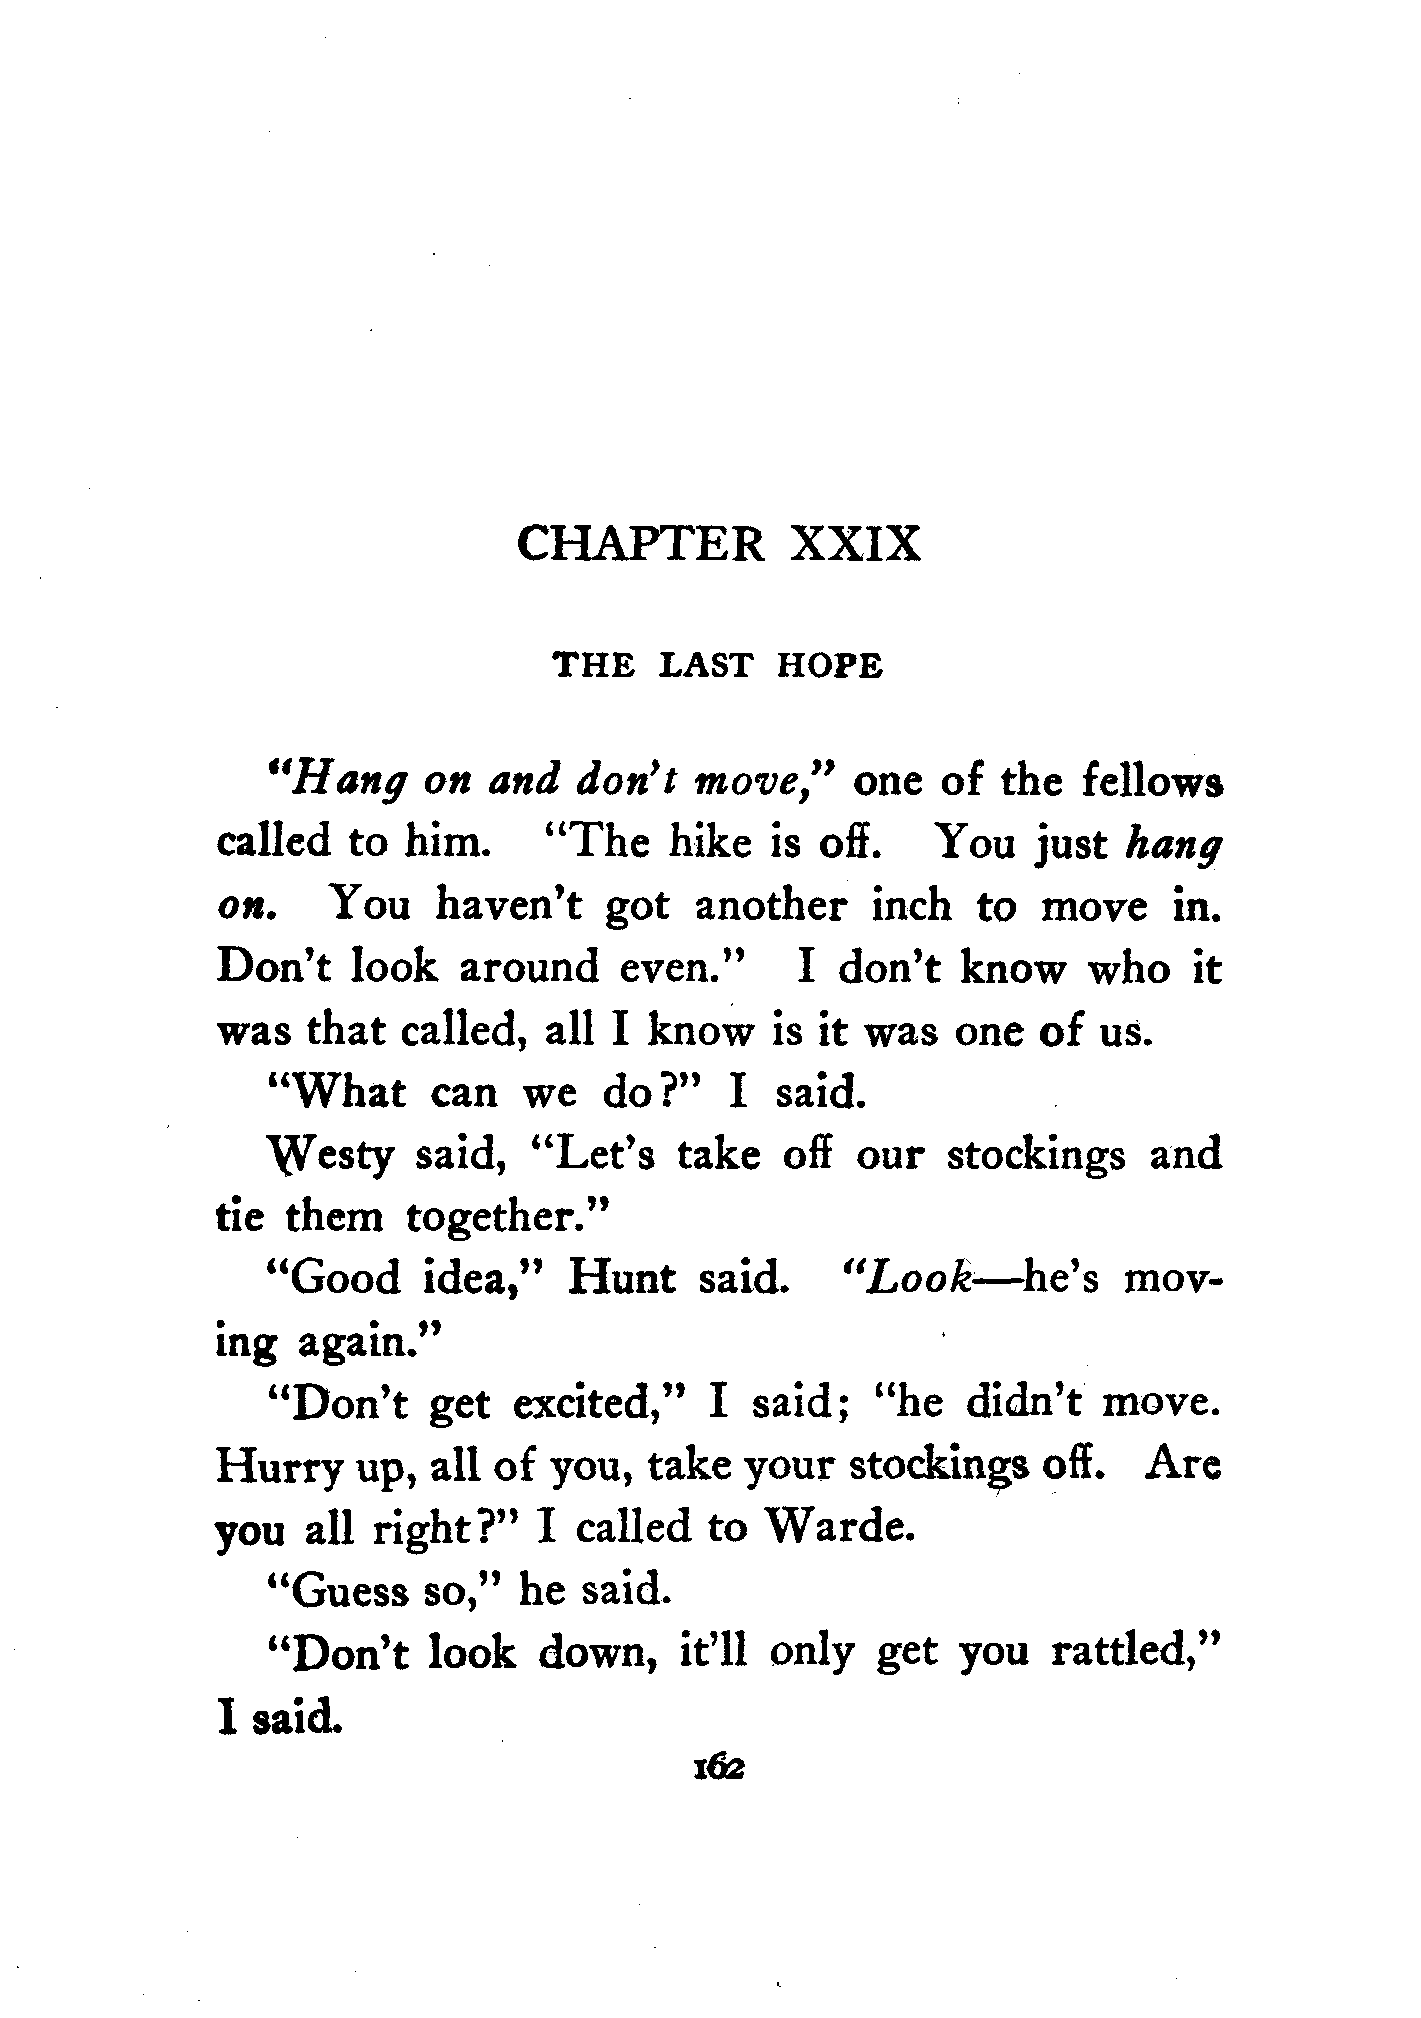 CHAPTER XXIX
THE LAST HOPE
"Hang on and don't move," one of the fellows
called to him. "The hike is off. You just hang
on. You haven't got another inch to move in.
Don't look around even." I don't know who it
was that called, all I know is it was one of us.
"What can we do?" I said.
Westy said, "Let's take off our stockings and
tie them together."
"Good idea," Hunt said. "Look—he's mov-
ing again."
"Don't get excited," I said; "he didn't move.
Hurry up, all of you, take your stockings off. Are
you all right?" I called to Warde.
"Guess so," he said.
"Don't look down, it'll only get you rattled,"
I said.
162